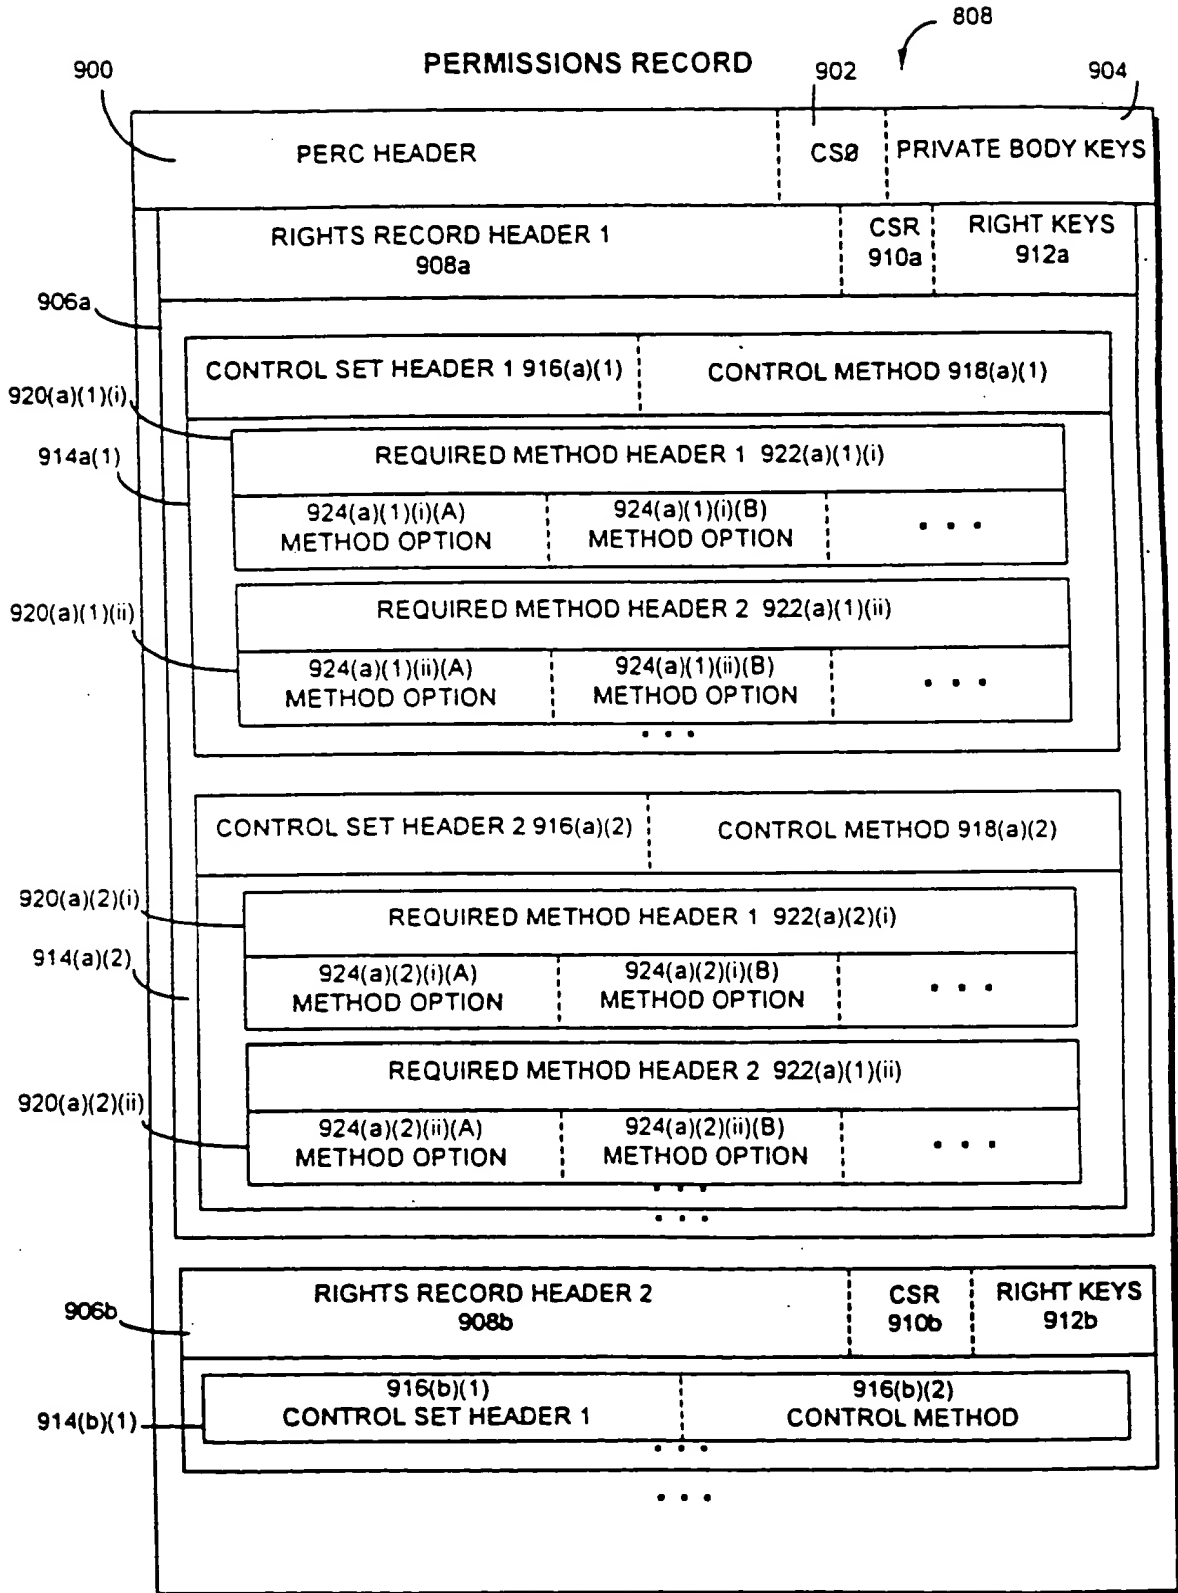 808
PERMISSIONS RECORD
900
902
904
PERC HEADER
CSØ
PRIVATE BODY KEYS
RIGHTS RECORD HEADER 1
908a
CSR
910a
RIGHT KEYS
912a
906a
CONTROL SET HEADER 1 916(a)(1)
CONTROL METHOD 918(a)(1)
920(a)(1)(i)
914a(1)
REQUIRED METHOD HEADER 1 922(a)(1)(i)
924(a)(1)(i)(A)
METHOD OPTION
924(a)(1)(i)(B)
METHOD OPTION
• • •
920(a)(1)(ii)
REQUIRED METHOD HEADER 2 922(a)(1)(ii)
924(a)(1)(ii)(A)
METHOD OPTION
924(a)(1)(ii)(B)
METHOD OPTION
• • •
• • •
CONTROL SET HEADER 2 916(a)(2)
CONTROL METHOD 918(a)(2)
920(a)(2)(i)
914(a)(2)
REQUIRED METHOD HEADER 1 922(a)(2)(i)
924(a)(2)(i)(A)
METHOD OPTION
924(a)(2)(i)(B)
METHOD OPTION
• • •
920(a)(2)(ii)
REQUIRED METHOD HEADER 2 922(a)(1)(ii)
924(a)(2)(ii)(A)
METHOD OPTION
924(a)(2)(ii)(B)
METHOD OPTION
• • •
• • •
• • •
906b
RIGHTS RECORD HEADER 2
908b
CSR
910b
RIGHT KEYS
912b
914(b)(1)
916(b)(1)
CONTROL SET HEADER 1
916(b)(2)
CONTROL METHOD
• • •
• • •